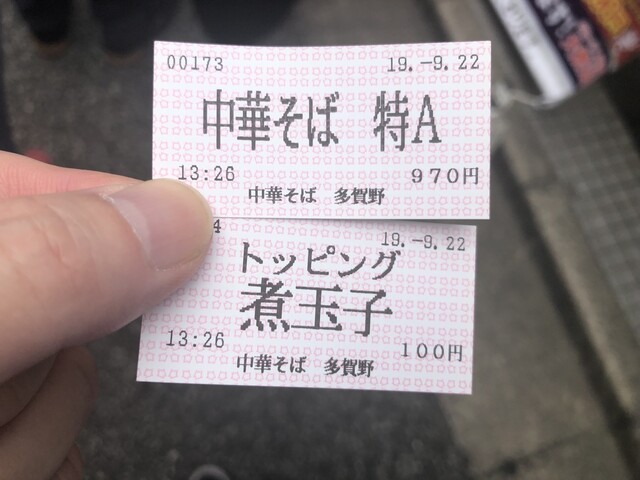 00173 19.-9.22
中華そば 特A
13:26 970円
中華そば 多賀野
4 19.-9.22
トッピング
煮玉子
13:26 100円
中華そば 多賀野